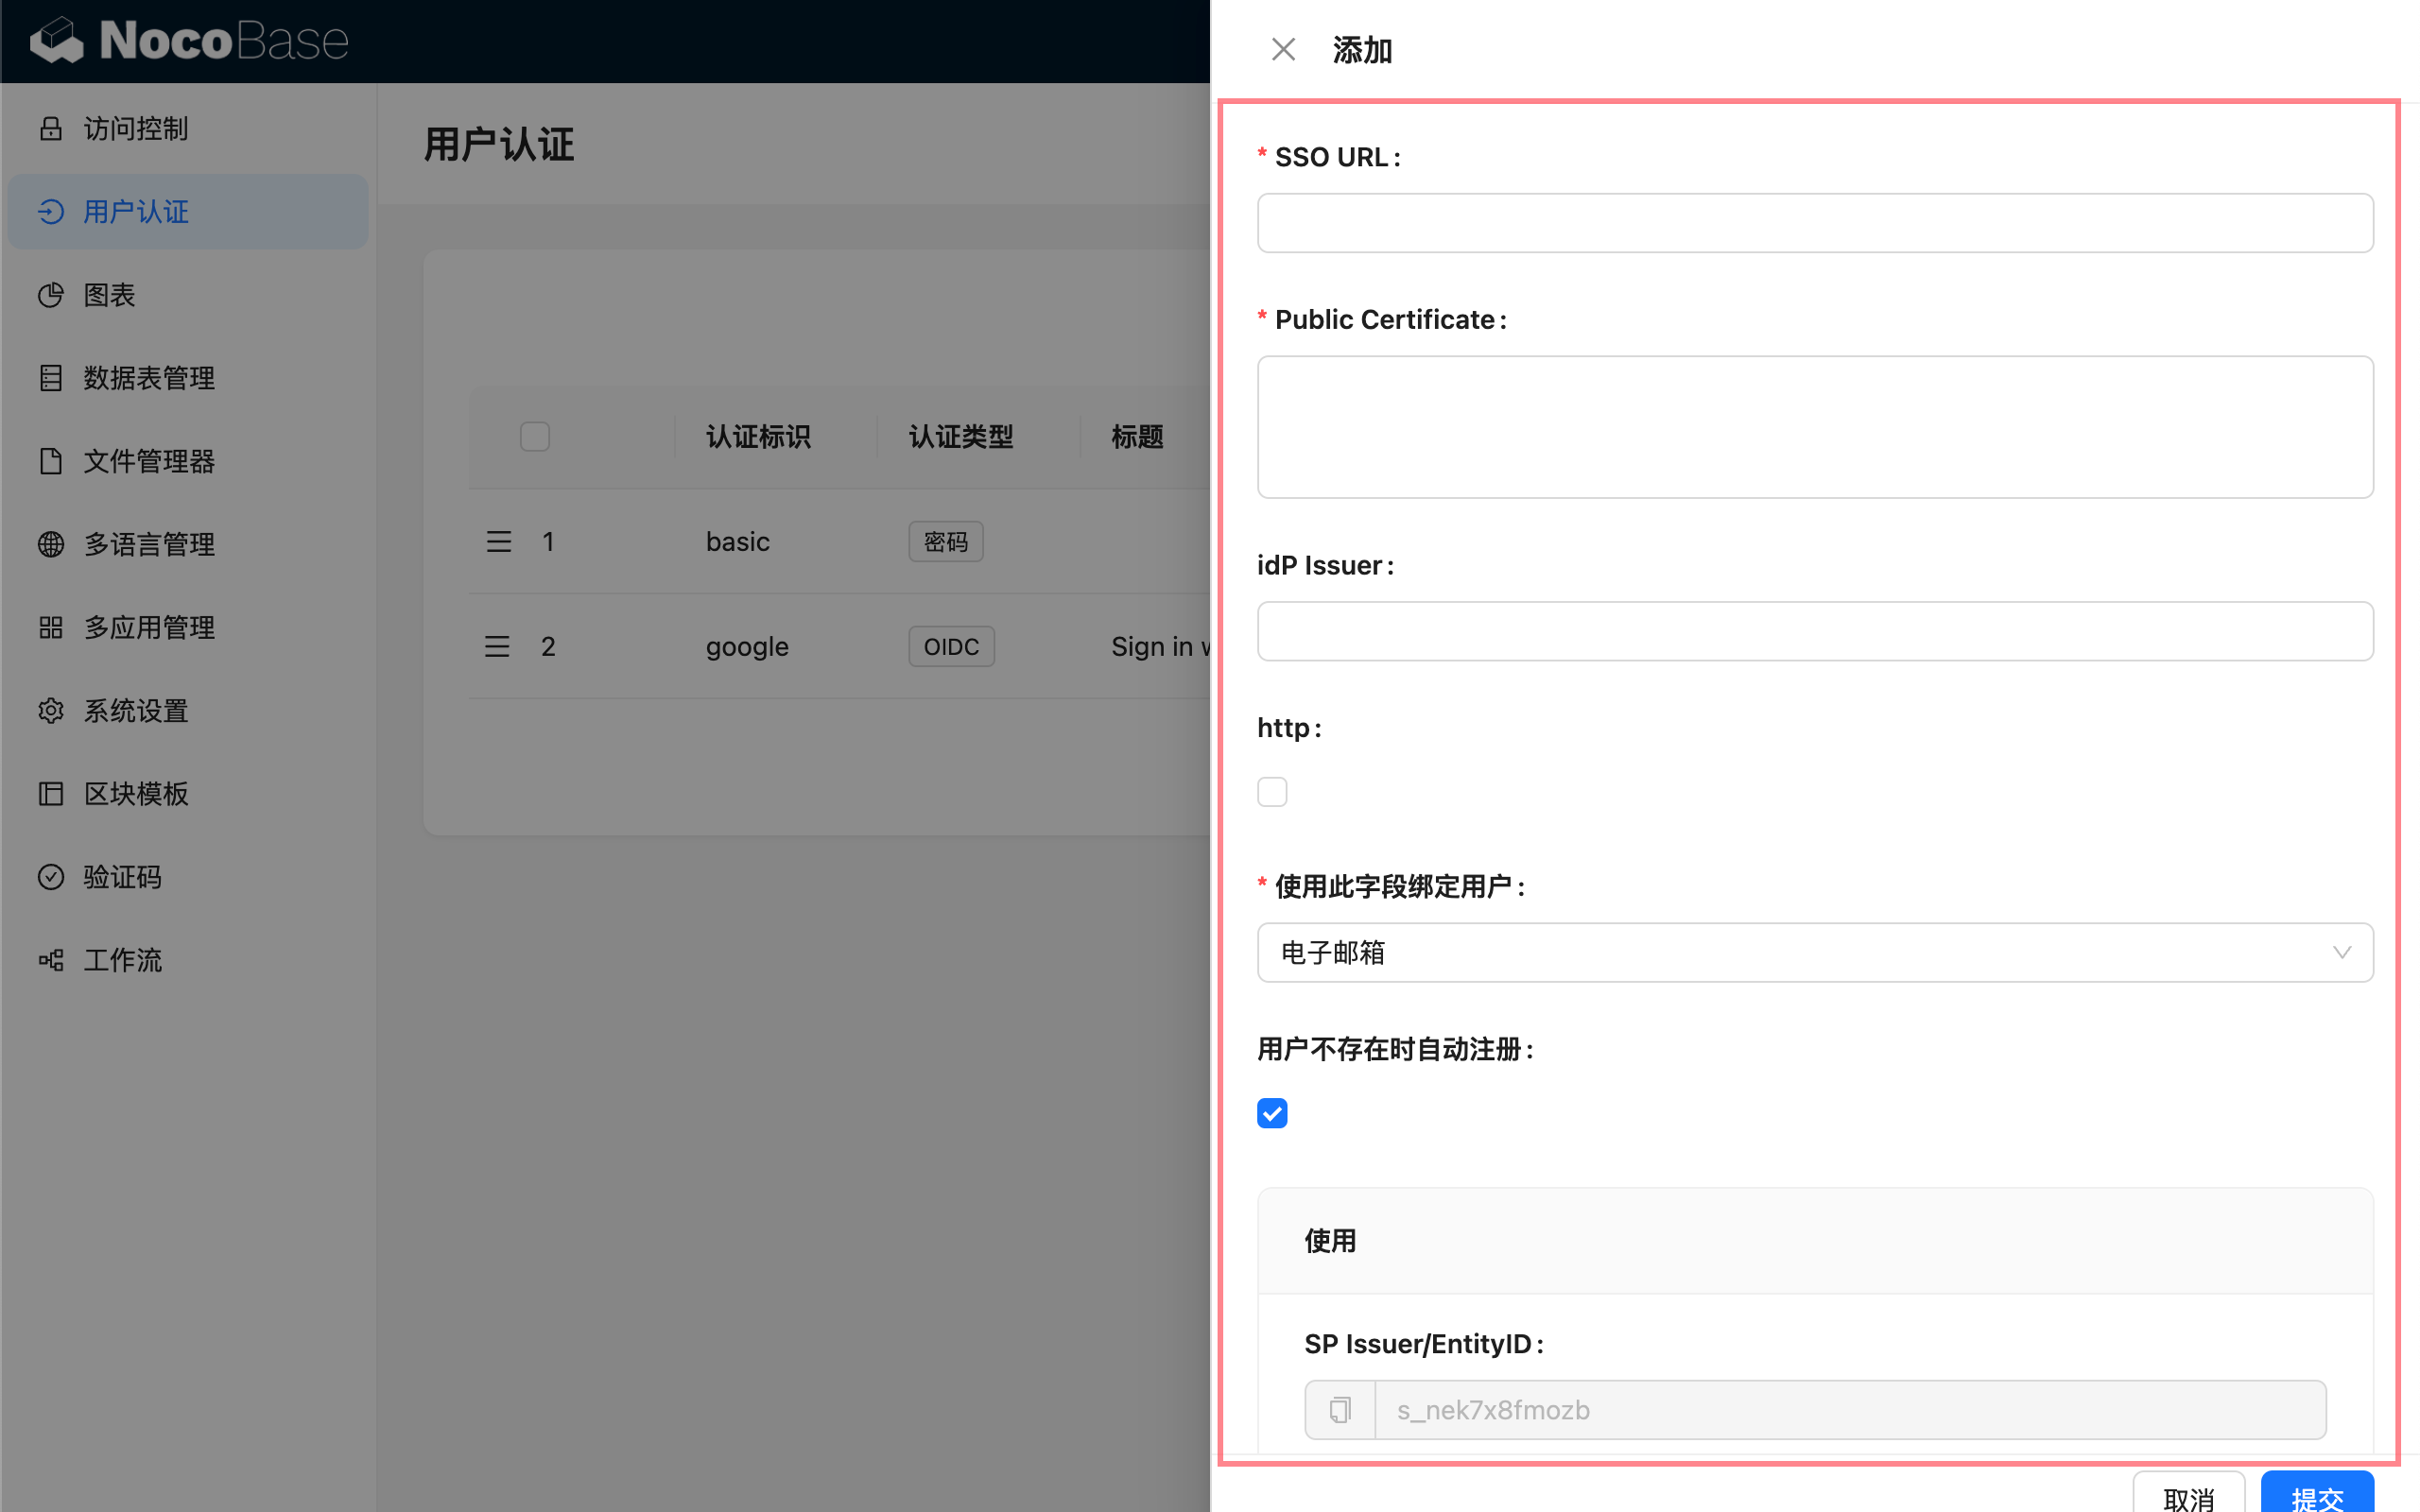 NocoBase
访问控制
用户认证
图表
数据表管理
文件管理器
多语言管理
多应用管理
系统设置
区块模板
验证码
工作流
用户认证
认证标识 认证类型 标题
1 basic 密码
2 google OIDC Sign in w
添加
* SSO URL:
* Public Certificate:
idP Issuer:
http:
* 使用此字段绑定用户:
电子邮箱
用户不存在时自动注册:
使用
SP Issuer/EntityID:
s_nek7x8fmozb
取消 提交